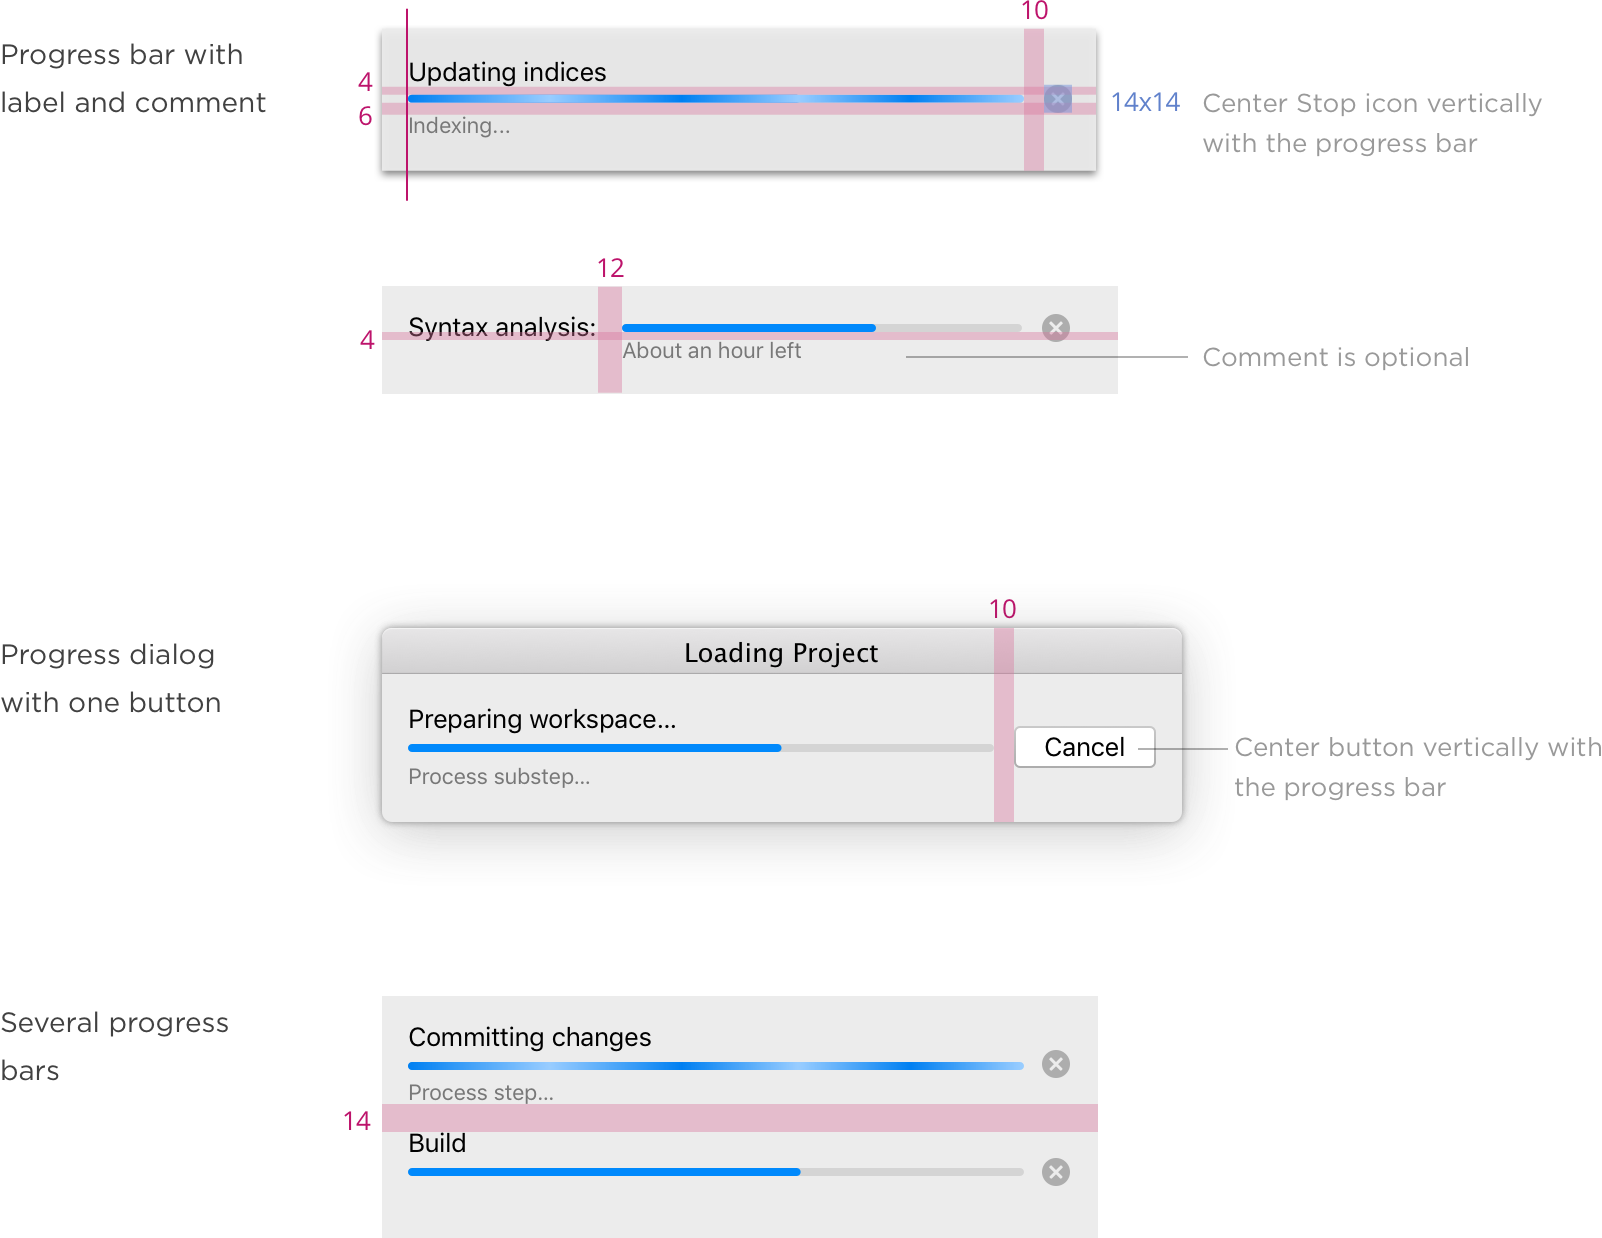 10
Progress bar with
label and comment
Updating indices
4
6
Indexing...
14x14
Center Stop icon vertically
with the progress bar
12
Syntax analysis:
4
About an hour left
Comment is optional
10
Progress dialog
with one button
Loading Project
Preparing workspace...
Process substep...
Cancel
Center button vertically with
the progress bar
Several progress
bars
Committing changes
Process step...
14
Build